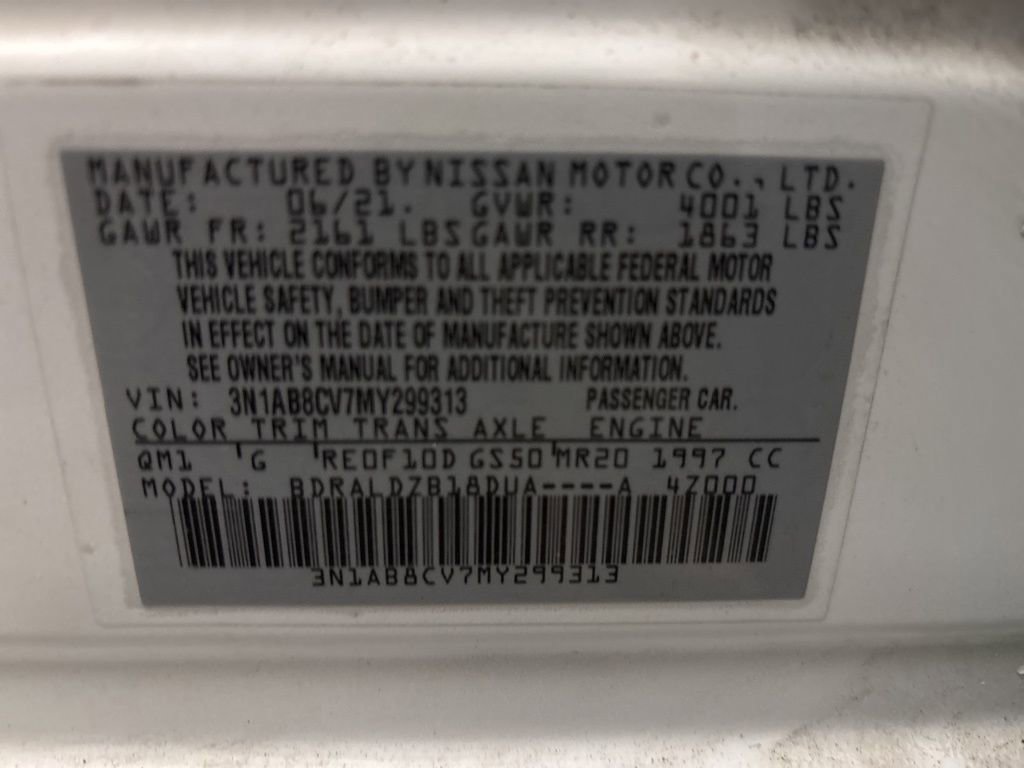 MANUFACTURED BY NISSAN MOTOR CO., LTD.
DATE: 06/21. GVWR: 4001 LBS
GAWR FR: 2161 LBS GAWR RR: 1863 LBS
THIS VEHICLE CONFORMS TO ALL APPLICABLE FEDERAL MOTOR
VEHICLE SAFETY, BUMPER AND THEFT PREVENTION STANDARDS
IN EFFECT ON THE DATE OF MANUFACTURE SHOWN ABOVE.
SEE OWNER'S MANUAL FOR ADDITIONAL INFORMATION.
VIN: 3N1AB8CV7MY299313 PASSENGER CAR.
COLOR TRIM TRANS AXLE ENGINE
QM1 G RE0F10D GS50 MR20 1997 CC
MODEL: BDRALDZB18DUA----A 4Z000
3N1AB8CV7MY299313